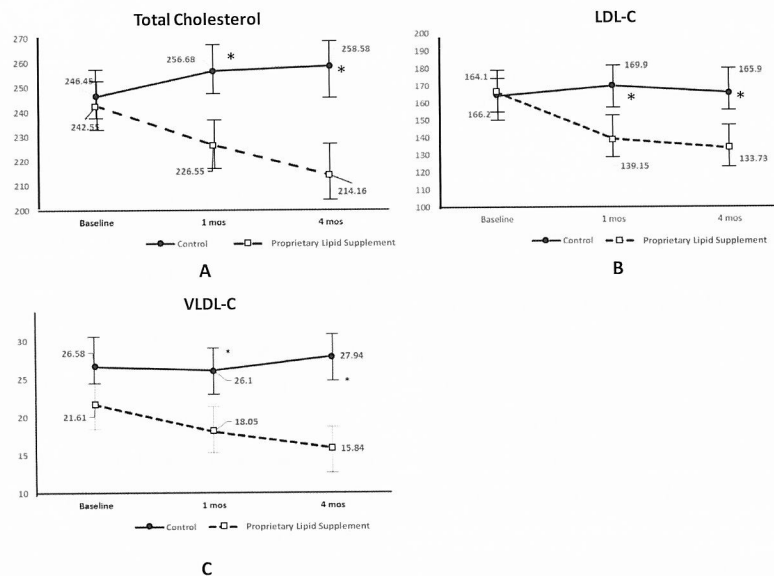 Total Cholesterol
270
260
250
240
230
220
210
200
246.45
256.68
*
258.58
*
242.55
226.55
214.16
Baseline
1 mos
4 mos
Control
Proprietary Lipid Supplement
A
LDL-C
200
190
180
170
160
150
140
130
120
110
100
164.1
169.9
*
165.9
*
166.2
139.15
133.73
Baseline
1 mos
4 mos
Control
Proprietary Lipid Supplement
B
VLDL-C
30
25
20
15
10
26.58
*
26.1
27.94
*
21.61
18.05
15.84
Baseline
1 mos
4 mos
Control
Proprietary Lipid Supplement
C